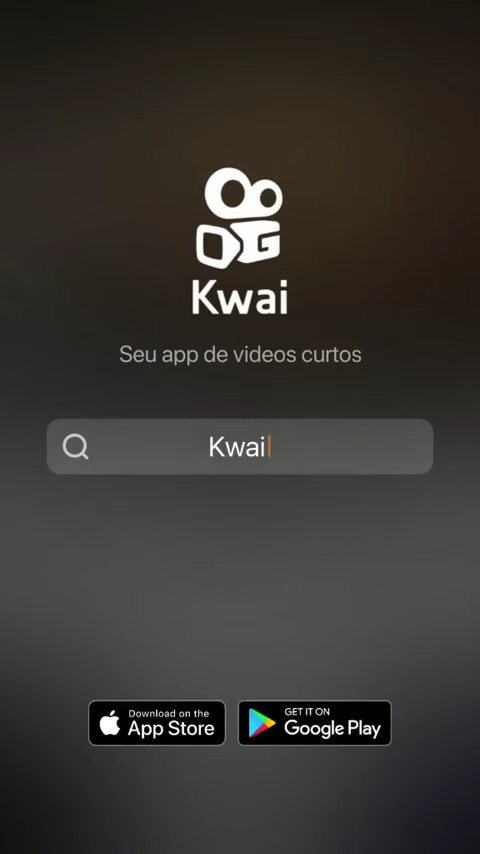 Kwai
Seu app de videos curtos
Kwai
Download on the
App Store
GET IT ON
Google Play